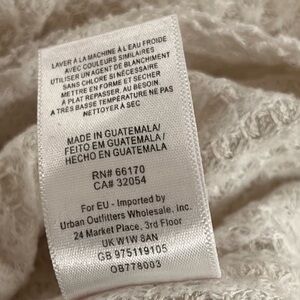 LAVER À LA MACHINE À L'EAU FROIDE
AVEC COULEURS SIMILAIRES
UTILISER UN AGENT DE BLANCHIMENT
SANS CHLORE SI NÉCESSAIRE
METTRE EN FORME ET SÉCHER
À PLAT REPASSER, AU BESOIN
À TRÈS BASSE TEMPÉRATURE NE PAS
NETTOYER À SEC
MADE IN GUATEMALA/
FEITO EM GUATEMALA/
HECHO EN GUATEMALA
RN# 66170
CA# 32054
For EU - Imported by
Urban Outfitters Wholesale, Inc.
24 Market Place, 3rd Floor
UK W1W 8AN
GB 975119105
OB778003